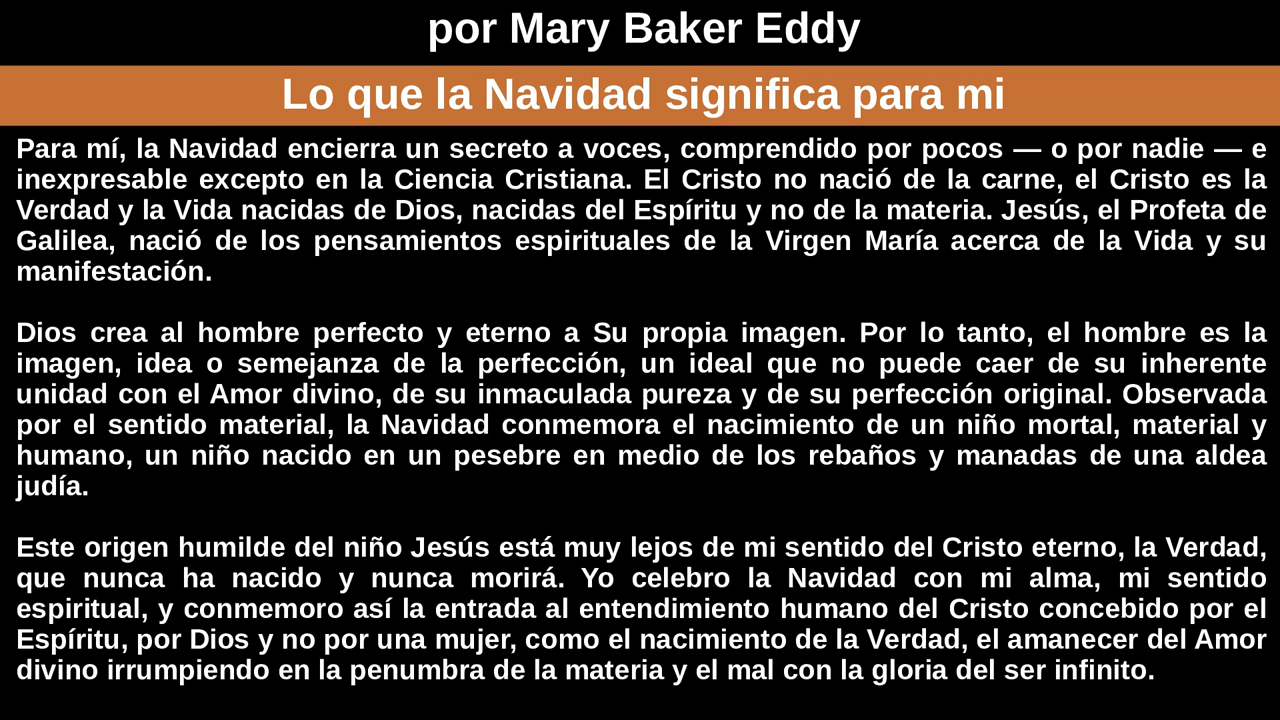 por Mary Baker Eddy
Lo que la Navidad significa para mi
Para mí, la Navidad encierra un secreto a voces, comprendido por pocos — o por nadie — e
inexpresable excepto en la Ciencia Cristiana. El Cristo no nació de la carne, el Cristo es la
Verdad y la Vida nacidas de Dios, nacidas del Espíritu y no de la materia. Jesús, el Profeta de
Galilea, nació de los pensamientos espirituales de la Virgen María acerca de la Vida y su
manifestación.
Dios crea al hombre perfecto y eterno a Su propia imagen. Por lo tanto, el hombre es la
imagen, idea o semejanza de la perfección, un ideal que no puede caer de su inherente
unidad con el Amor divino, de su inmaculada pureza y de su perfección original. Observada
por el sentido material, la Navidad conmemora el nacimiento de un niño mortal, material y
humano, un niño nacido en un pesebre en medio de los rebaños y manadas de una aldea
judía.
Este origen humilde del niño Jesús está muy lejos de mi sentido del Cristo eterno, la Verdad,
que nunca ha nacido y nunca morirá. Yo celebro la Navidad con mi alma, mi sentido
espiritual, y conmemoro así la entrada al entendimiento humano del Cristo concebido por el
Espíritu, por Dios y no por una mujer, como el nacimiento de la Verdad, el amanecer del Amor
divino irrumpiendo en la penumbra de la materia y el mal con la gloria del ser infinito.